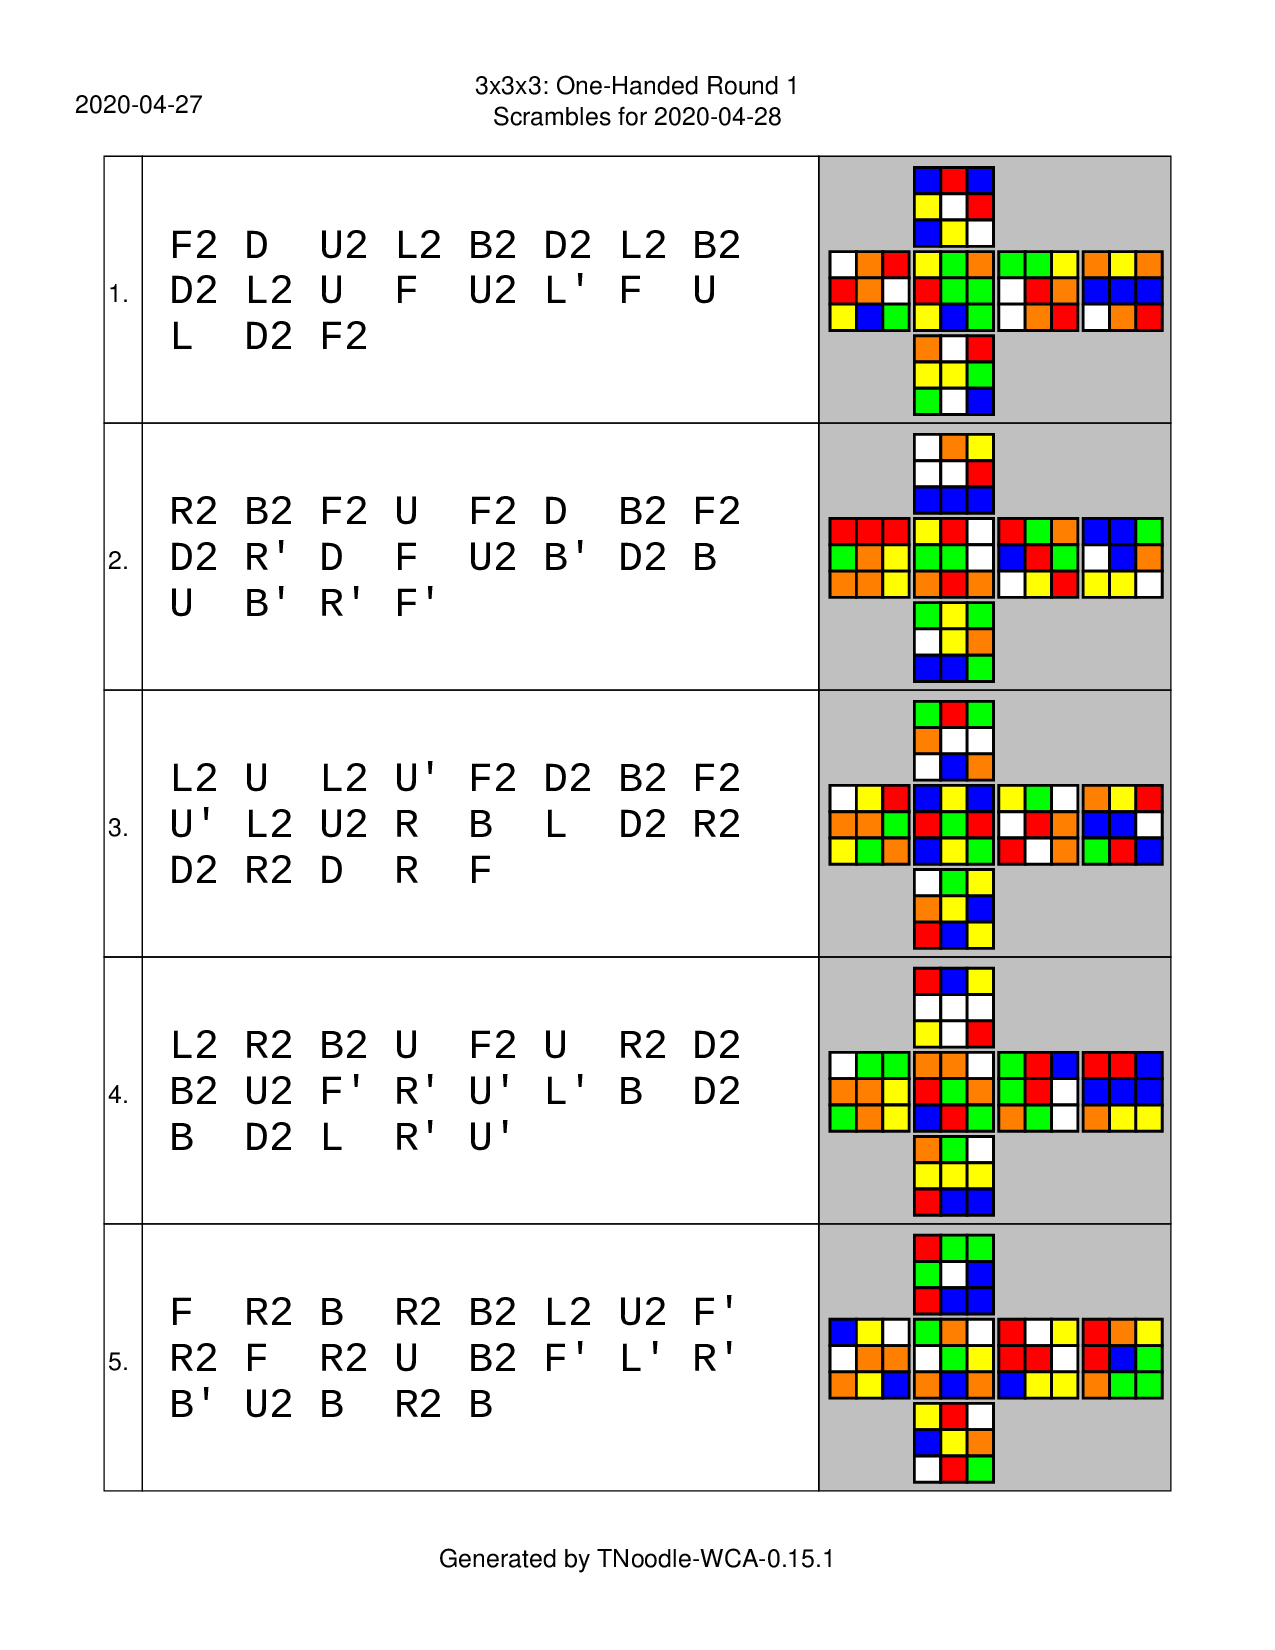 3x3x3: One-Handed Round 1
2020-04-27
Scrambles for 2020-04-28
1.
F2 D U2 L2 B2 D2 L2 B2
D2 L2 U F U2 L' F U
L D2 F2
2.
R2 B2 F2 U F2 D B2 F2
D2 R' D F U2 B' D2 B
U B' R' F'
3.
L2 U L2 U' F2 D2 B2 F2
U' L2 U2 R B L D2 R2
D2 R2 D R F
4.
L2 R2 B2 U F2 U R2 D2
B2 U2 F' R' U' L' B D2
B D2 L R' U'
5.
F R2 B R2 B2 L2 U2 F'
R2 F R2 U B2 F' L' R'
B' U2 B R2 B
Generated by TNoodle-WCA-0.15.1